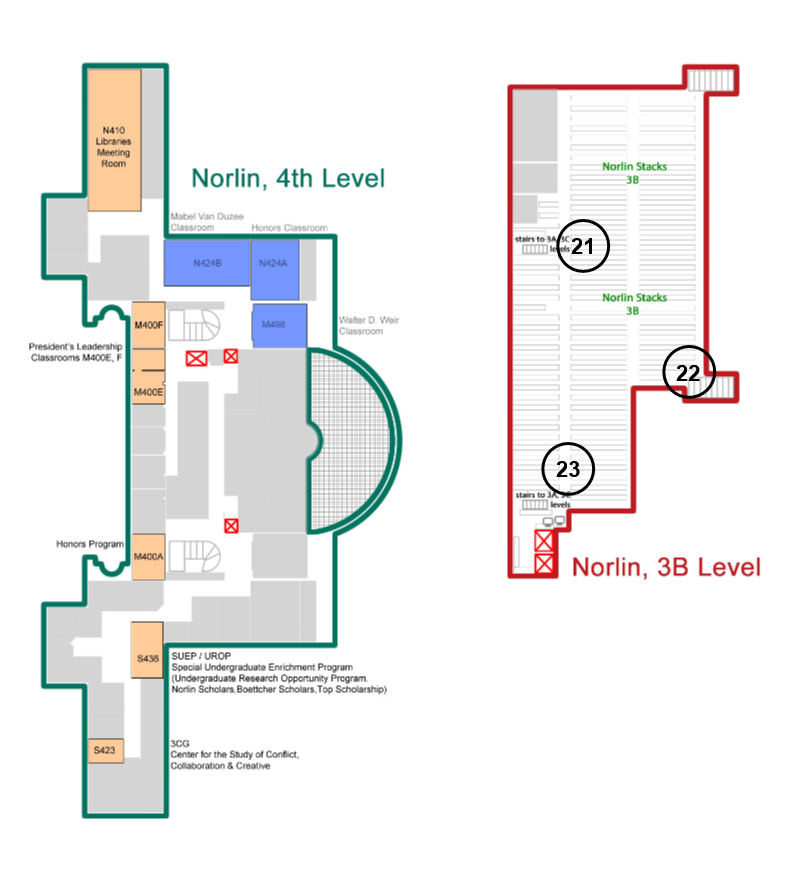 N410
Libraries
Meeting
Room
Norlin, 4th Level
Mabel Van Duzee
Classroom
Honors Classroom
N424B
N424A
M400F
M498
Walter D. Weir
Classroom
President's Leadership
Classrooms M400E, F
M400E
Honors Program
M400A
S436
SUEP / UROP
Special Undergraduate Enrichment Program
(Undergraduate Research Opportunity Program.
Norlin Scholars,Boettcher Scholars,Top Scholarship)
S423
3CG
Center for the Study of Conflict,
Collaboration & Creative
Norlin Stacks
3B
stairs to 3A, 3C
levels
21
Norlin Stacks
3B
22
23
stairs to 3A, 3C
levels
Norlin, 3B Level